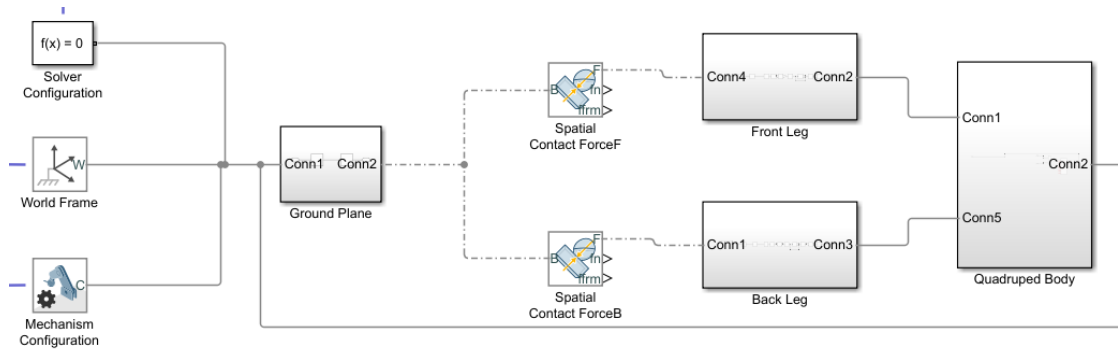 f(x) = 0
Solver
Configuration
W
World Frame
C
Mechanism
Configuration
Conn1 Conn2
Ground Plane
B F
fn
ffrm
Spatial
Contact ForceF
B F
fn
ffrm
Spatial
Contact ForceB
Conn4 Conn2
Front Leg
Conn1 Conn3
Back Leg
Conn1
Conn2
Conn5
Quadruped Body